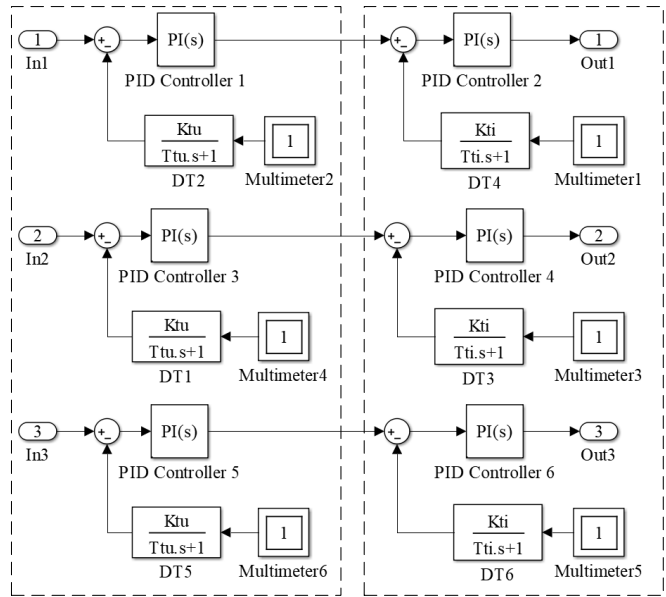 1 + − PI(s) + − PI(s) 1
In1 PID Controller 1 PID Controller 2 Out1
Ktu 1 Kti 1
Ttu.s+1 Tti.s+1
DT2 Multimeter2 DT4 Multimeter1
2 + − PI(s) + − PI(s) 2
In2 PID Controller 3 PID Controller 4 Out2
Ktu 1 Kti 1
Ttu.s+1 Tti.s+1
DT1 Multimeter4 DT3 Multimeter3
3 + − PI(s) + − PI(s) 3
In3 PID Controller 5 PID Controller 6 Out3
Ktu 1 Kti 1
Ttu.s+1 Tti.s+1
DT5 Multimeter6 DT6 Multimeter5